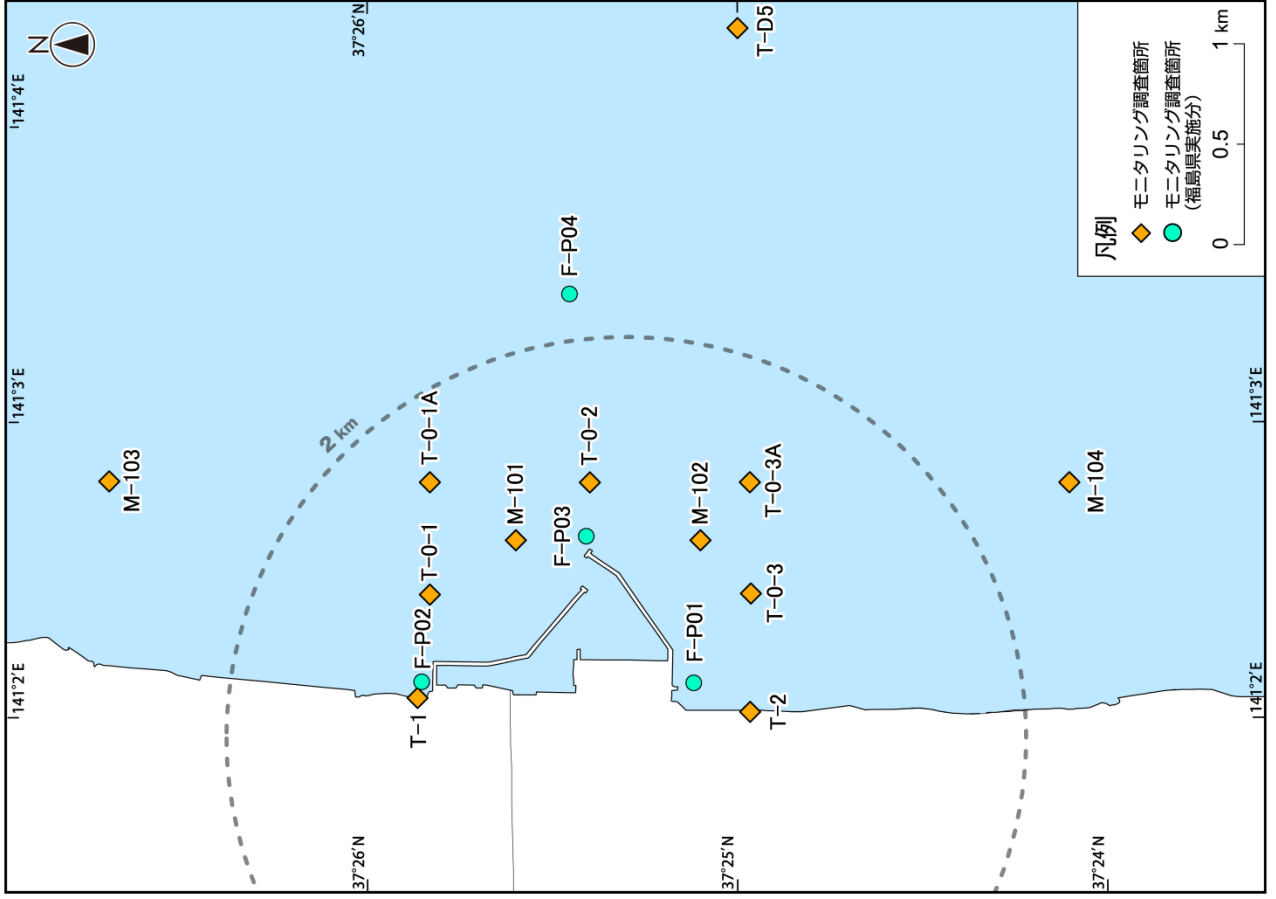 N
141°4′E
37°26′N
141°3′E
141°2′E
M-103
2 km
T-0-1A
T-0-1
F-P02
T-1
M-101
F-P03
T-0-2
F-P04
M-102
F-P01
T-0-3A
T-0-3
T-2
T-D5
M-104
37°26′N
37°25′N
37°24′N
141°3′E
141°2′E
凡例
モニタリング調査箇所
モニタリング調査箇所
（福島県実施分）
0 0.5 1 km